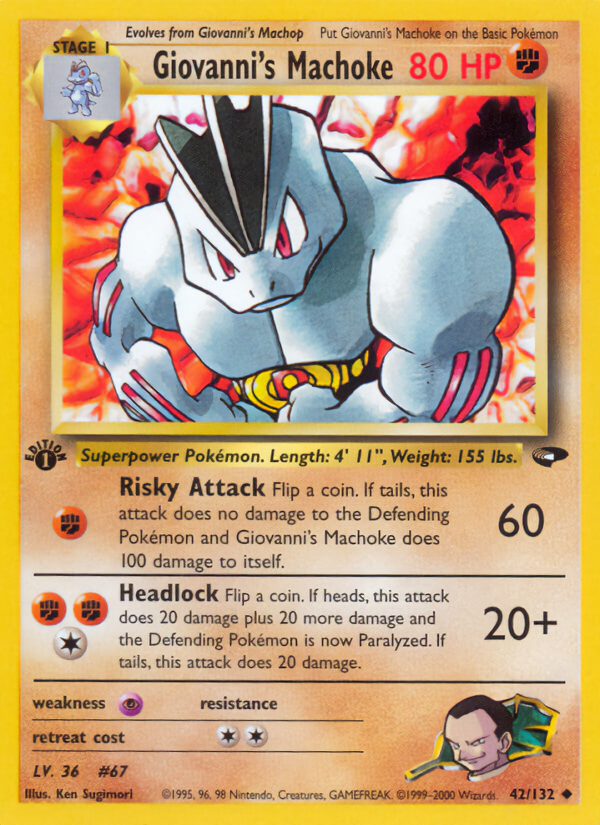 Evolves from Giovanni's Machop Put Giovanni's Machoke on the Basic Pokémon
STAGE 1
Giovanni's Machoke 80 HP
EDITION
1
Superpower Pokémon. Length: 4' 11", Weight: 155 lbs.
Risky Attack Flip a coin. If tails, this
attack does no damage to the Defending
Pokémon and Giovanni's Machoke does
100 damage to itself.
60
Headlock Flip a coin. If heads, this attack
does 20 damage plus 20 more damage and
the Defending Pokémon is now Paralyzed. If
tails, this attack does 20 damage.
20+
weakness resistance
retreat cost
LV. 36 #67
Illus. Ken Sugimori ©1995, 96, 98 Nintendo, Creatures, GAMEFREAK. ©1999-2000 Wizards. 42/132